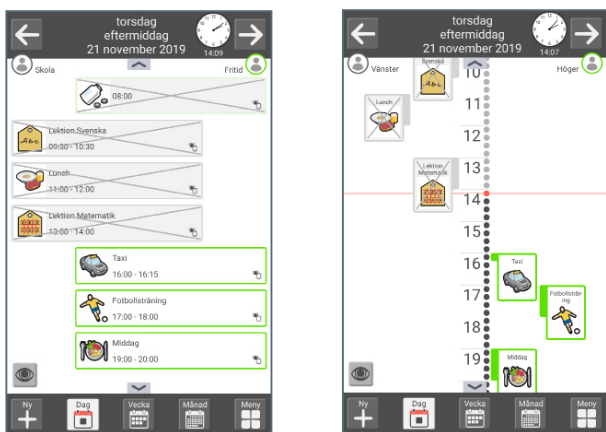 torsdag
eftermiddag
21 november 2019
14:09
Skola
Fritid
08:00
Lektion Svenska
09:30 - 10:30
Lunch
11:00 - 12:00
Lektion Matematik
13:00 - 14:00
Taxi
16:00 - 16:15
Fotbollsträning
17:00 - 18:00
Middag
19:00 - 20:00
Ny
Dag
Vecka
Månad
Meny
torsdag
eftermiddag
21 november 2019
14:07
Vänster
Höger
Svenska
10
Lunch
11
12
Lektion
Matematik
13
14
15
16
Taxi
17
Fotbollsträn
ing
18
19
Middag
Ny
Dag
Vecka
Månad
Meny